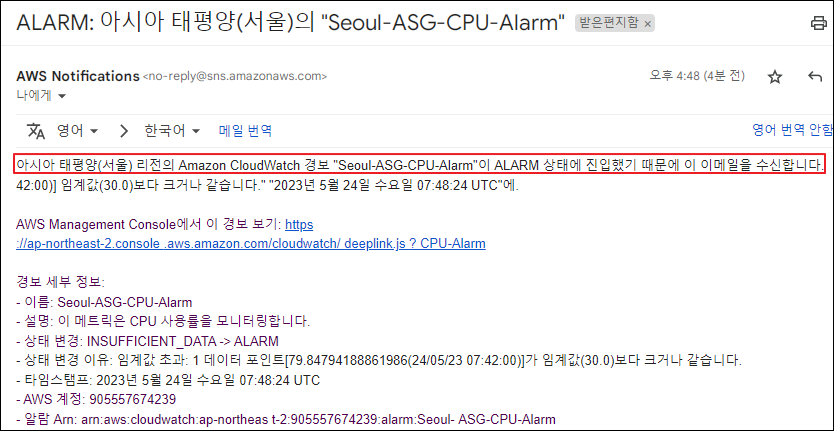 ALARM: 아시아 태평양(서울)의 "Seoul-ASG-CPU-Alarm" 받은편지함 ×
AWS Notifications <no-reply@sns.amazonaws.com> 오후 4:48 (4분 전)
나에게
영어 > 한국어 메일 번역 영어 번역 안함
아시아 태평양(서울) 리전의 Amazon CloudWatch 경보 "Seoul-ASG-CPU-Alarm"이 ALARM 상태에 진입했기 때문에 이 이메일을 수신합니다.
42:00)] 임계값(30.0)보다 크거나 같습니다." "2023년 5월 24일 수요일 07:48:24 UTC"에.
AWS Management Console에서 이 경보 보기: https
://ap-northeast-2.console .aws.amazon.com/cloudwatch/ deeplink.js ? CPU-Alarm
경보 세부 정보:
- 이름: Seoul-ASG-CPU-Alarm
- 설명: 이 메트릭은 CPU 사용률을 모니터링합니다.
- 상태 변경: INSUFFICIENT_DATA -> ALARM
- 상태 변경 이유: 임계값 초과: 1 데이터 포인트[79.84794188861986(24/05/23 07:42:00)]가 임계값(30.0)보다 크거나 같습니다.
- 타임스탬프: 2023년 5월 24일 수요일 07:48:24 UTC
- AWS 계정: 905557674239
- 알람 Arn: arn:aws:cloudwatch:ap-northeas t-2:905557674239:alarm:Seoul- ASG-CPU-Alarm